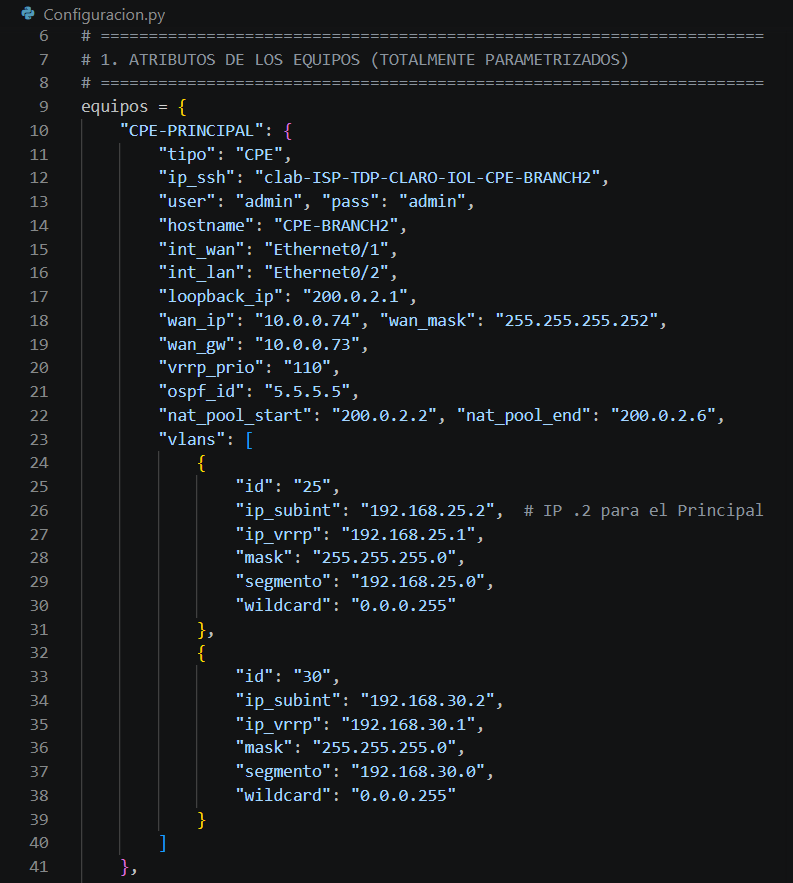 Configuracion.py
6 # =====================================================================
7 # 1. ATRIBUTOS DE LOS EQUIPOS (TOTALMENTE PARAMETRIZADOS)
8 # =====================================================================
9 equipos = {
10     "CPE-PRINCIPAL": {
11         "tipo": "CPE",
12         "ip_ssh": "clab-ISP-TDP-CLARO-IOL-CPE-BRANCH2",
13         "user": "admin", "pass": "admin",
14         "hostname": "CPE-BRANCH2",
15         "int_wan": "Ethernet0/1",
16         "int_lan": "Ethernet0/2",
17         "loopback_ip": "200.0.2.1",
18         "wan_ip": "10.0.0.74", "wan_mask": "255.255.255.252",
19         "wan_gw": "10.0.0.73",
20         "vrrp_prio": "110",
21         "ospf_id": "5.5.5.5",
22         "nat_pool_start": "200.0.2.2", "nat_pool_end": "200.0.2.6",
23         "vlans": [
24             {
25                 "id": "25",
26                 "ip_subint": "192.168.25.2",  # IP .2 para el Principal
27                 "ip_vrrp": "192.168.25.1",
28                 "mask": "255.255.255.0",
29                 "segmento": "192.168.25.0",
30                 "wildcard": "0.0.0.255"
31             },
32             {
33                 "id": "30",
34                 "ip_subint": "192.168.30.2",
35                 "ip_vrrp": "192.168.30.1",
36                 "mask": "255.255.255.0",
37                 "segmento": "192.168.30.0",
38                 "wildcard": "0.0.0.255"
39             }
40         ]
41     },